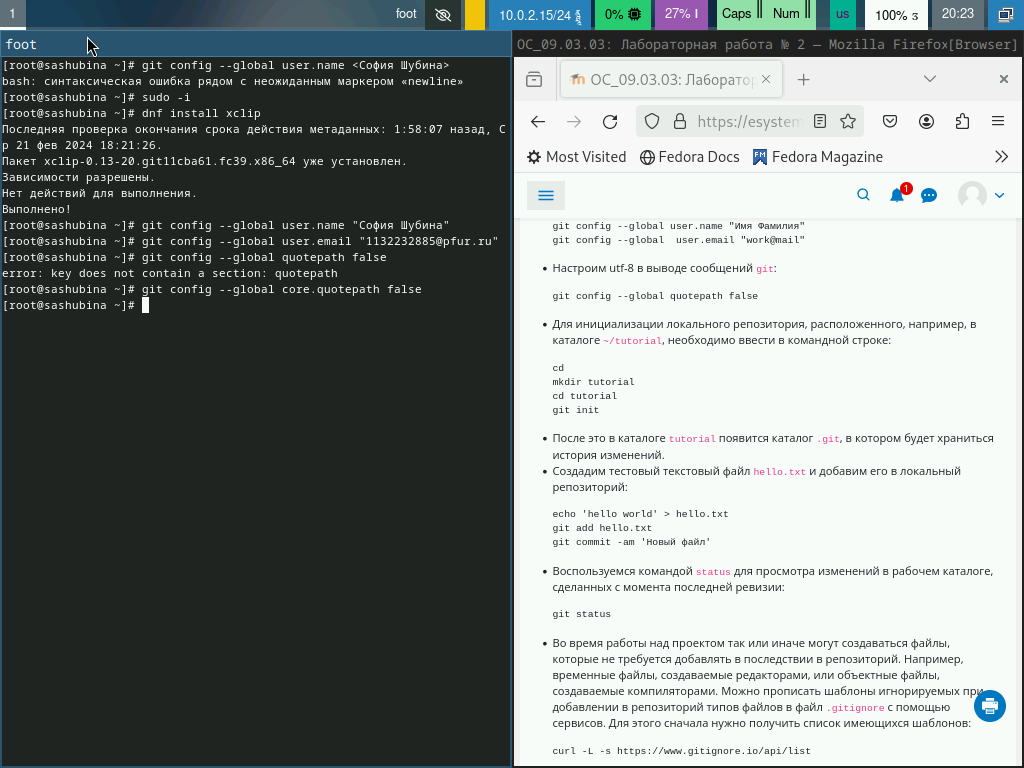 1
foot
10.0.2.15/24
0%
27%
Caps
Num
us
100%
20:23
foot
[root@sashubina ~]# git config --global user.name <София Шубина>
bash: синтаксическая ошибка рядом с неожиданным маркером «newline»
[root@sashubina ~]# sudo -i
[root@sashubina ~]# dnf install xclip
Последняя проверка окончания срока действия метаданных: 1:58:07 назад, С
р 21 фев 2024 18:21:26.
Пакет xclip-0.13-20.git11cba61.fc39.x86_64 уже установлен.
Зависимости разрешены.
Нет действий для выполнения.
Выполнено!
[root@sashubina ~]# git config --global user.name "София Шубина"
[root@sashubina ~]# git config --global user.email "1132232885@pfur.ru"
[root@sashubina ~]# git config --global quotepath false
error: key does not contain a section: quotepath
[root@sashubina ~]# git config --global core.quotepath false
[root@sashubina ~]#
ОС_09.03.03: Лабораторная работа № 2 — Mozilla Firefox[Browser]
ОС_09.03.03: Лаборато
https://esystem
Most Visited
Fedora Docs
FM
Fedora Magazine
1
git config --global user.name "Имя Фамилия"
git config --global  user.email "work@mail"
• Настроим utf-8 в выводе сообщений git:
git config --global quotepath false
• Для инициализации локального репозитория, расположенного, например, в
каталоге ~/tutorial, необходимо ввести в командной строке:
cd
mkdir tutorial
cd tutorial
git init
• После это в каталоге tutorial появится каталог .git, в котором будет храниться
история изменений.
• Создадим тестовый текстовый файл hello.txt и добавим его в локальный
репозиторий:
echo 'hello world' > hello.txt
git add hello.txt
git commit -am 'Новый файл'
• Воспользуемся командой status для просмотра изменений в рабочем каталоге,
сделанных с момента последней ревизии:
git status
• Во время работы над проектом так или иначе могут создаваться файлы,
которые не требуется добавлять в последствии в репозиторий. Например,
временные файлы, создаваемые редакторами, или объектные файлы,
создаваемые компиляторами. Можно прописать шаблоны игнорируемых при
добавлении в репозиторий типов файлов в файл .gitignore с помощью
сервисов. Для этого сначала нужно получить список имеющихся шаблонов:
curl -L -s https://www.gitignore.io/api/list